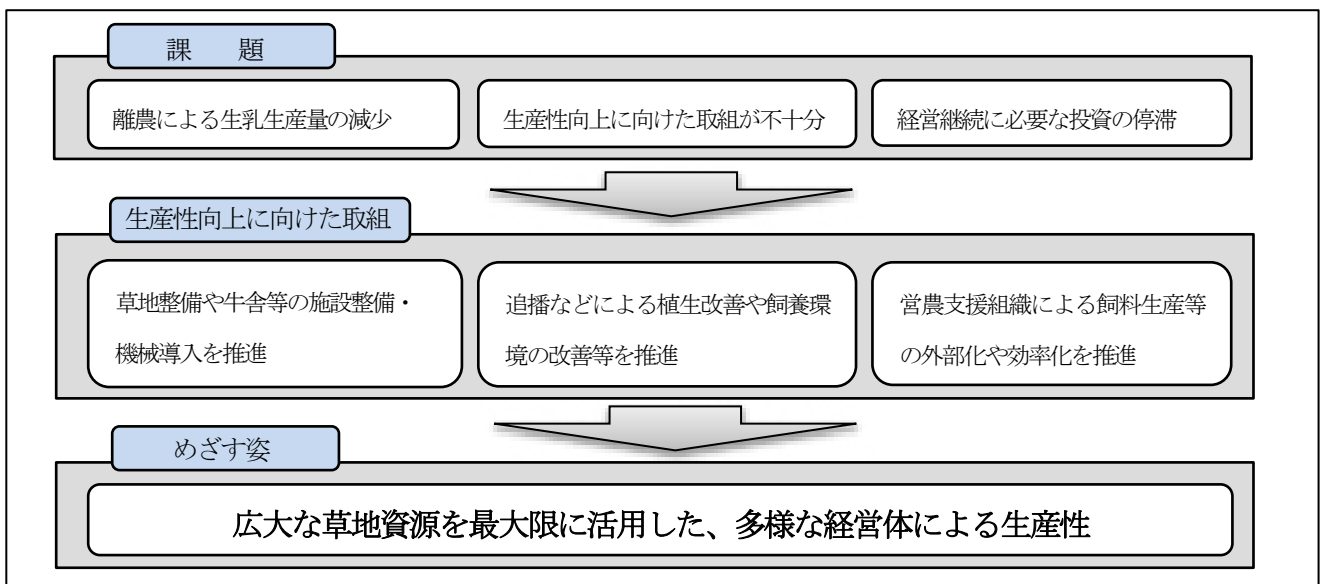 課　題
離農による生乳生産量の減少
生産性向上に向けた取組が不十分
経営継続に必要な投資の停滞
生産性向上に向けた取組
草地整備や牛舎等の施設整備・
機械導入を推進
追播などによる植生改善や飼養環
境の改善等を推進
営農支援組織による飼料生産等
の外部化や効率化を推進
めざす姿
広大な草地資源を最大限に活用した、多様な経営体による生産性